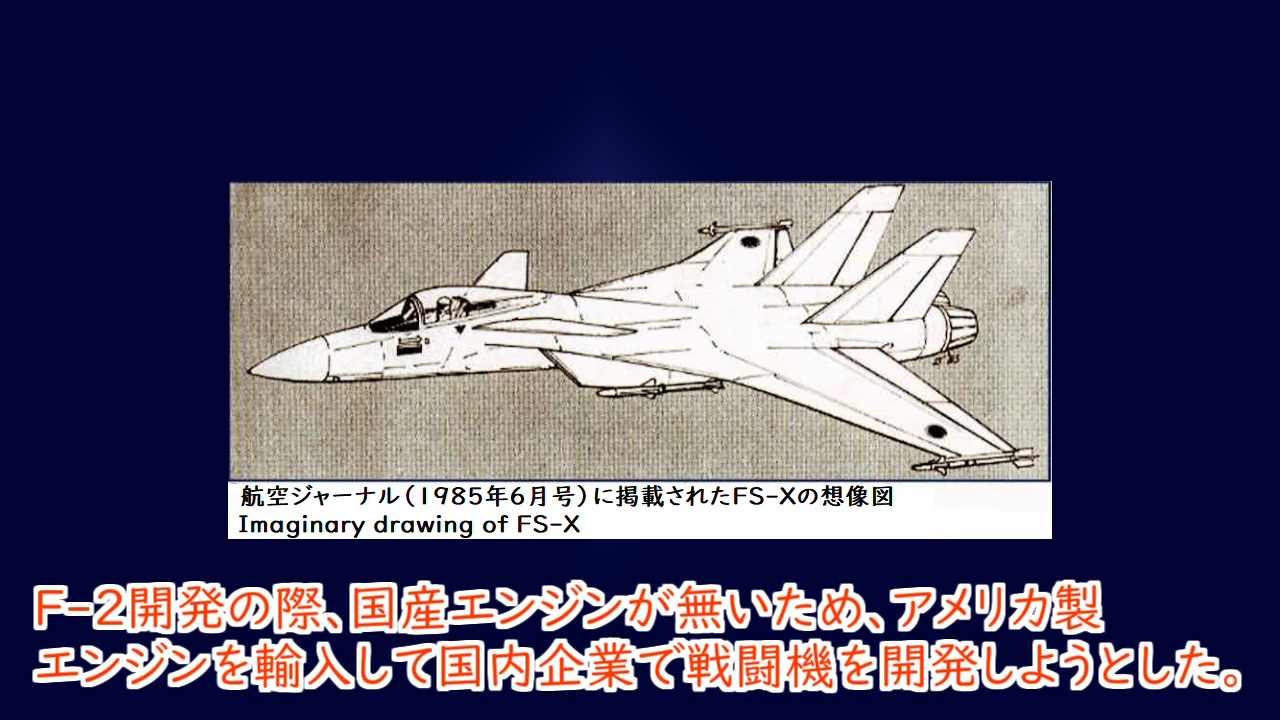 航空ジャーナル（1985年6月号）に掲載されたFS-Xの想像図
Imaginary drawing of FS-X
F-2開発の際、国産エンジンが無いため、アメリカ製
エンジンを輸入して国内企業で戦闘機を開発しようとした。